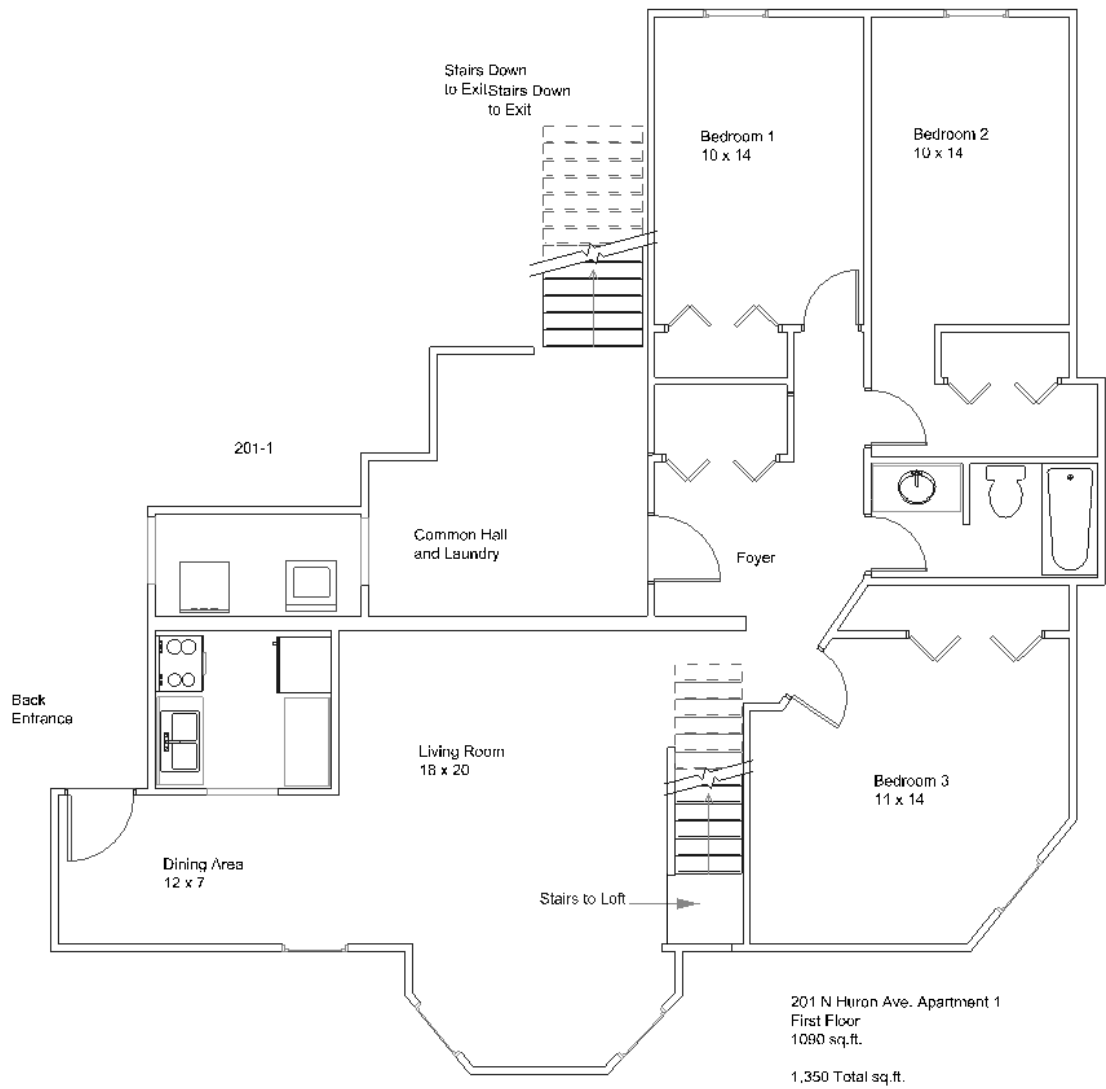 Stairs Down
to Exit
Stairs Down
to Exit
Bedroom 1
10 x 14
Bedroom 2
10 x 14
201-1
Common Hall
and Laundry
Foyer
Back
Entrance
Living Room
18 x 20
Bedroom 3
11 x 14
Dining Area
12 x 7
Stairs to Loft
201 N Huron Ave. Apartment 1
First Floor
1090 sq.ft.
1,350 Total sq.ft.